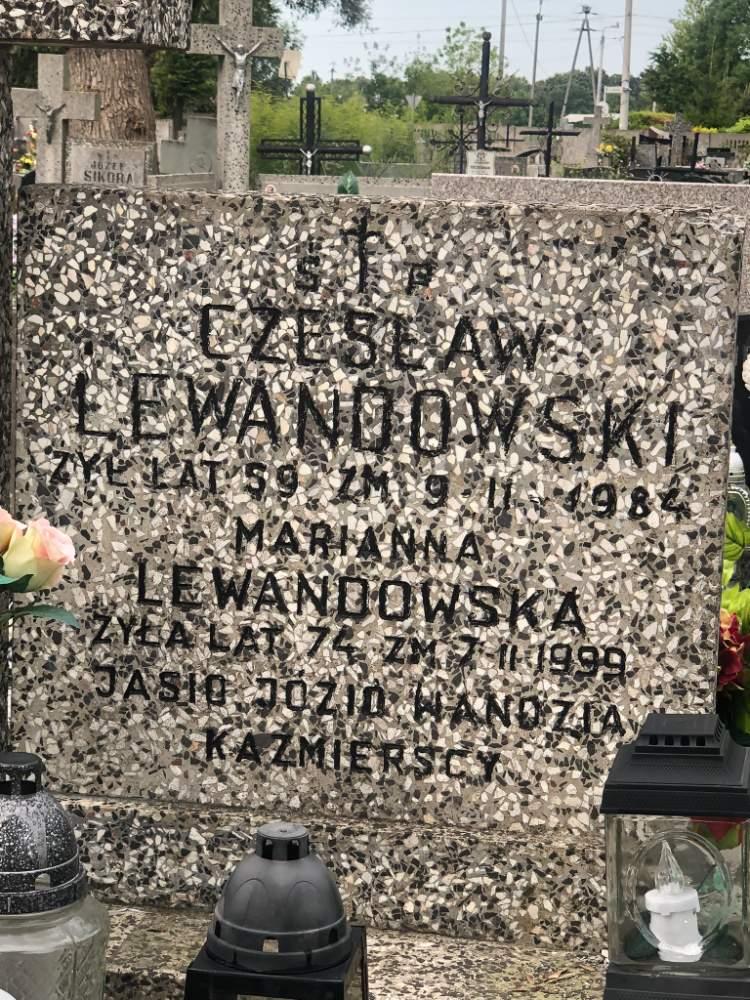 JÓZEF
SIKORA
Ś P
CZESŁAW
LEWANDOWSKI
ŻYŁ LAT 59. ZM. 9.II.1984
MARIANNA
LEWANDOWSKA
ŻYŁA LAT 74 ZM 7 II 1999
JASIO JÓZIO WANDZIA
KAŹMIERSCY